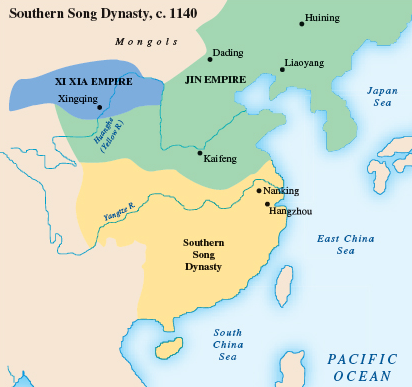 Southern Song Dynasty, c. 1140
Huining
Mongols
Dading
Liaoyang
XI XIA EMPIRE
JIN EMPIRE
Xingqing
Japan
Sea
Huanghe
(Yellow R.)
Kaifeng
Nanking
Yangtze R.
Hangzhou
Southern
Song
Dynasty
East China
Sea
South
China
Sea
PACIFIC
OCEAN